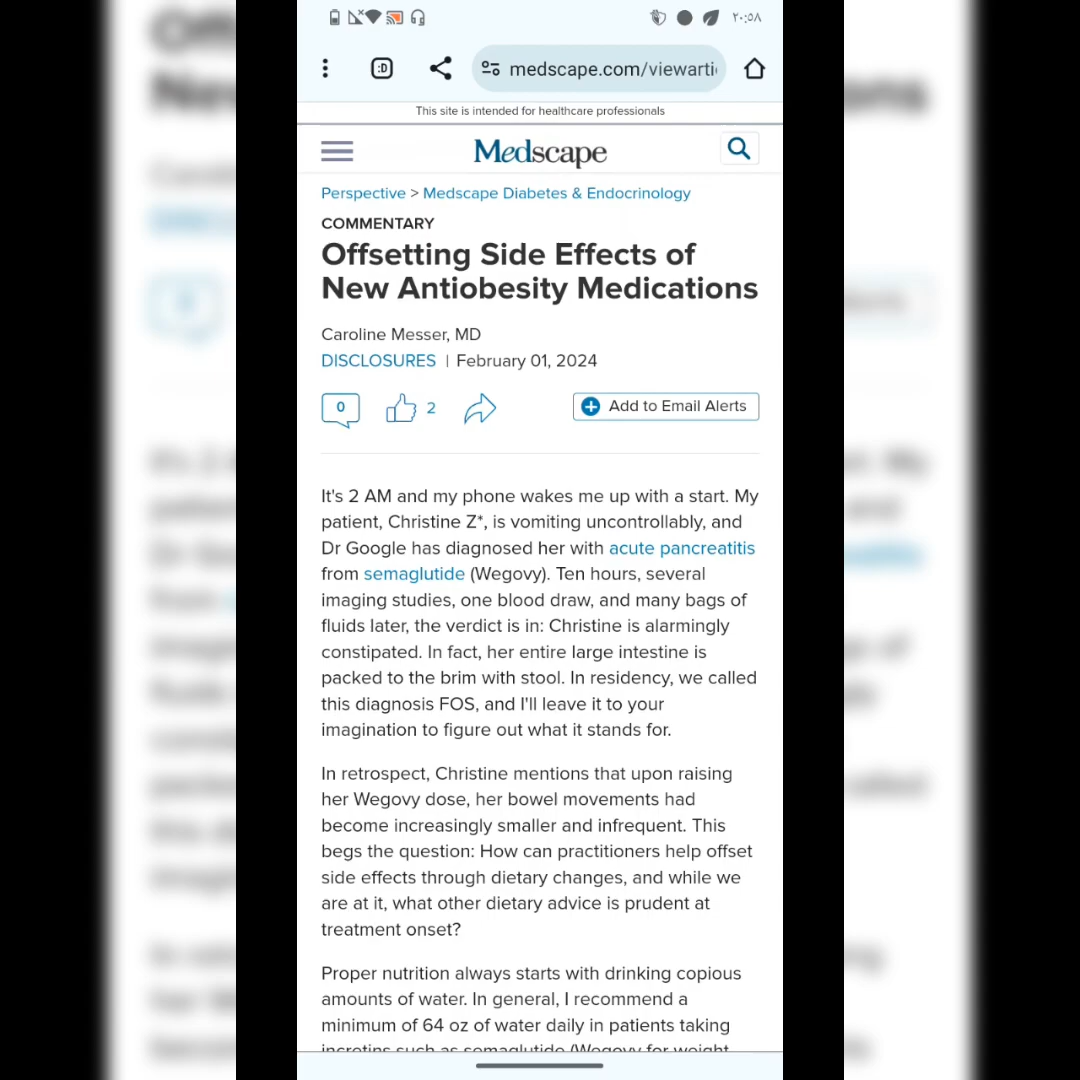 ٢٠:٥٨
:D
medscape.com/viewarti
This site is intended for healthcare professionals
Medscape
Perspective > Medscape Diabetes & Endocrinology
COMMENTARY
Offsetting Side Effects of
New Antiobesity Medications
Caroline Messer, MD
DISCLOSURES | February 01, 2024
0 2 Add to Email Alerts
It's 2 AM and my phone wakes me up with a start. My
patient, Christine Z*, is vomiting uncontrollably, and
Dr Google has diagnosed her with acute pancreatitis
from semaglutide (Wegovy). Ten hours, several
imaging studies, one blood draw, and many bags of
fluids later, the verdict is in: Christine is alarmingly
constipated. In fact, her entire large intestine is
packed to the brim with stool. In residency, we called
this diagnosis FOS, and I'll leave it to your
imagination to figure out what it stands for.
In retrospect, Christine mentions that upon raising
her Wegovy dose, her bowel movements had
become increasingly smaller and infrequent. This
begs the question: How can practitioners help offset
side effects through dietary changes, and while we
are at it, what other dietary advice is prudent at
treatment onset?
Proper nutrition always starts with drinking copious
amounts of water. In general, I recommend a
minimum of 64 oz of water daily in patients taking
incretins such as semaglutide (Wegovy for weight